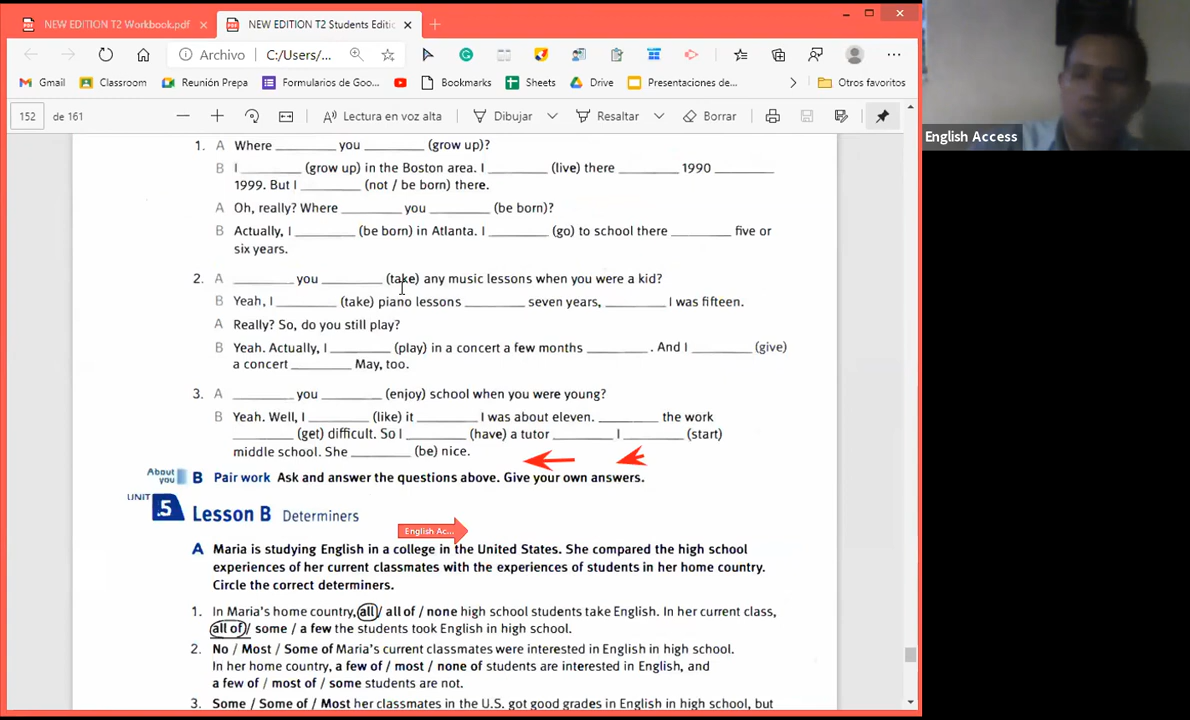 NEW EDITION T2 Workbook.pdf
NEW EDITION T2 Students Editic
Archivo C:/Users/...
Gmail Classroom Reunión Prepa Formularios de Goo... Bookmarks Sheets Drive Presentaciones de... Otros favoritos
152 de 161 Lectura en voz alta Dibujar Resaltar Borrar
English Access
1. A Where ________ you ________ (grow up)?
B I ________ (grow up) in the Boston area. I ________ (live) there ________ 1990 ________
1999. But I ________ (not / be born) there.
A Oh, really? Where ________ you ________ (be born)?
B Actually, I ________ (be born) in Atlanta. I ________ (go) to school there ________ five or
six years.
2. A ________ you ________ (take) any music lessons when you were a kid?
B Yeah, I ________ (take) piano lessons ________ seven years, ________ I was fifteen.
A Really? So, do you still play?
B Yeah. Actually, I ________ (play) in a concert a few months ________ . And I ________ (give)
a concert ________ May, too.
3. A ________ you ________ (enjoy) school when you were young?
B Yeah. Well, I ________ (like) it ________ I was about eleven. ________ the work
________ (get) difficult. So I ________ (have) a tutor ________ I ________ (start)
middle school. She ________ (be) nice.
About you B Pair work Ask and answer the questions above. Give your own answers.
UNIT 5 Lesson B Determiners
English Ac...
A Maria is studying English in a college in the United States. She compared the high school
experiences of her current classmates with the experiences of students in her home country.
Circle the correct determiners.
1. In Maria's home country, all / all of / none high school students take English. In her current class,
all of / some / a few the students took English in high school.
2. No / Most / Some of Maria's current classmates were interested in English in high school.
In her home country, a few of / most / none of students are interested in English, and
a few of / most of / some students are not.
3. Some / Some of / Most her classmates in the U.S. got good grades in English in high school, but